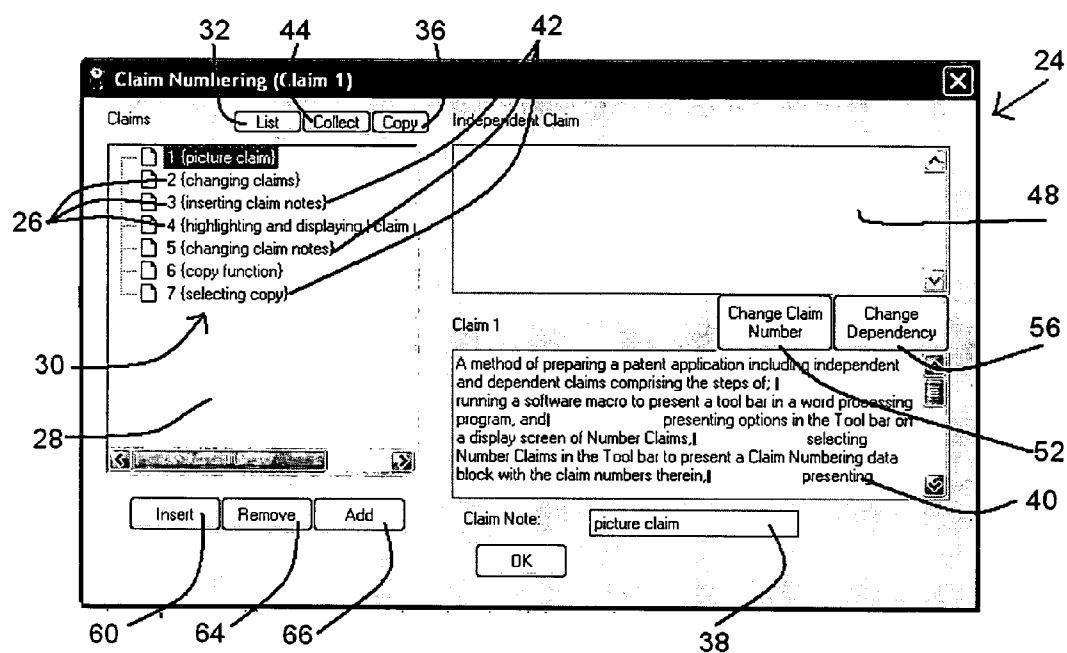 32 44 36 42
24
Claim Numbering (Claim 1)
Claims List Collect Copy Independent Claim
1 {picture claim}
2 {changing claims}
3 {inserting claim notes}
4 {highlighting and displaying} claim
5 {changing claim notes}
6 {copy function}
7 {selecting copy}
26
48
30
28
Claim 1
Change Claim Number
Change Dependency
56
A method of preparing a patent application including independent
and dependent claims comprising the steps of;
running a software macro to present a tool bar in a word processing
program, and presenting options in the Tool bar on
a display screen of Number Claims, selecting
Number Claims in the Tool bar to present a Claim Numbering data
block with the claim numbers therein, presenting
52
40
Insert Remove Add
Claim Note: picture claim
OK
60 64 66 38